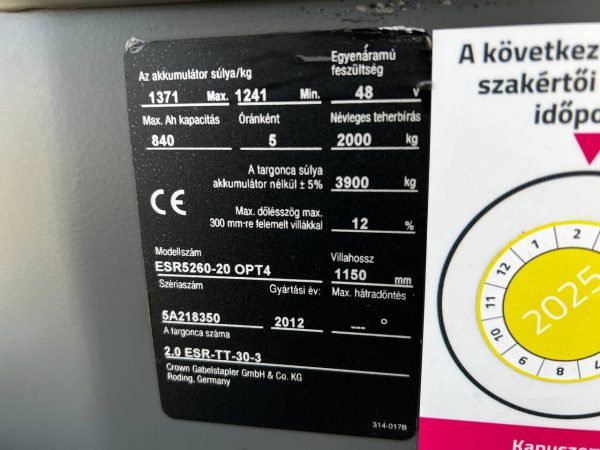 Az akkumulátor súlya/kg
Egyenáramú
feszültség
1371 Max. 1241 Min. 48 V
Max. Ah kapacitás Óránként Névleges teherbírás
840 5 2000 kg
A targonca súlya
akkumulátor nélkül ± 5% 3900 kg
Max. dőlésszög max.
300 mm-re felemelt villákkal 12 %
CE
Modellszám Villahossz
ESR5260-20 OPT4 1150 mm
Szériaszám Gyártási év: Max. hátradöntés
5A218350 2012 --- °
A targonca száma
2.0 ESR-TT-30-3
Crown Gabelstapler GmbH & Co. KG
Roding, Germany
314-017B
A következ
szakértői
időpo
2025
1 2
12
11
10
9
8
7